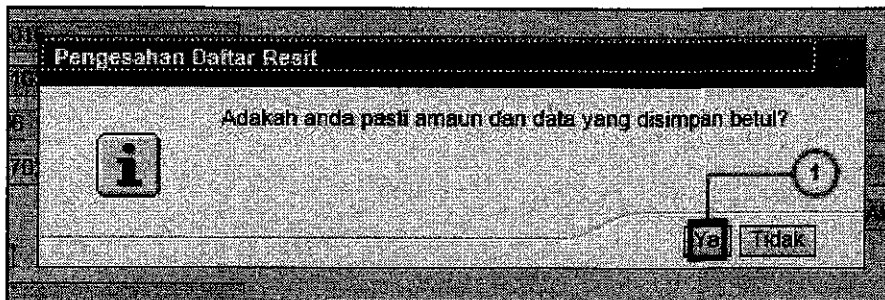 Pengesahan Daftar Resit
Adakah anda pasti amaun dan data yang disimpan betul?
1
Ya
Tidak